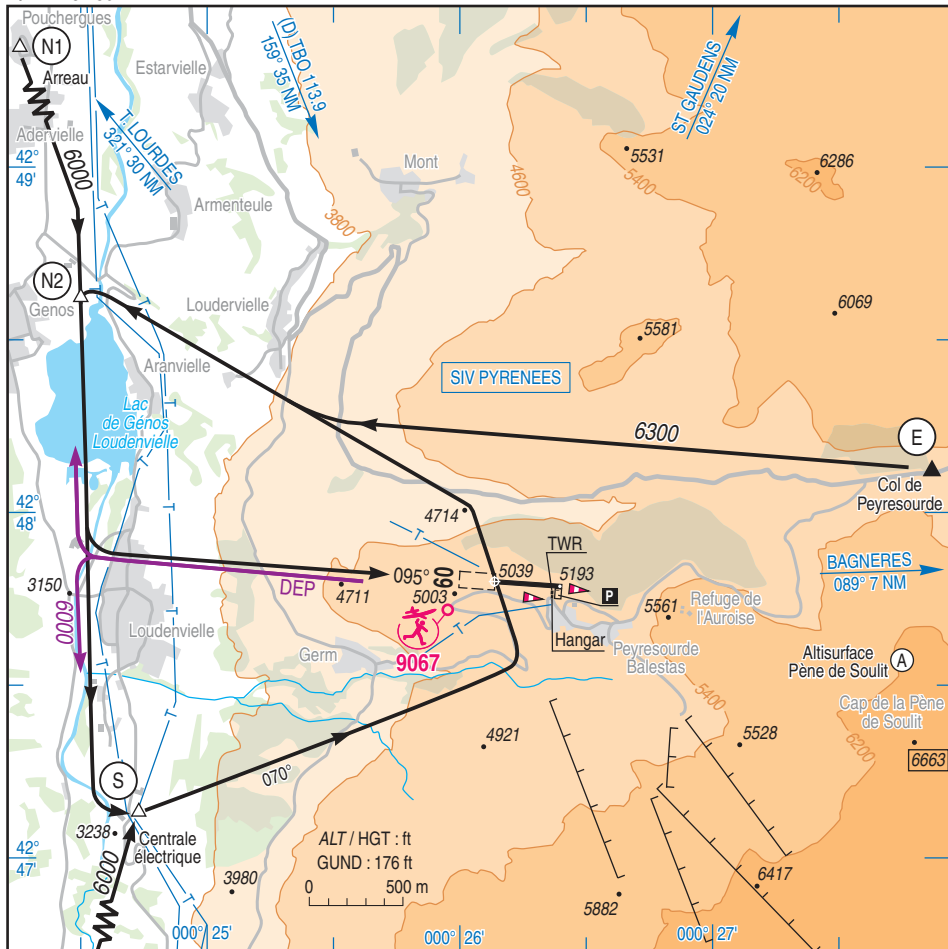 Pouchergues
N1
Arreau
Estarvielle
(D) TBO 113.9
159° 35 NM
ST GAUDENS
024° 20 NM
Adervielle
T. LOURDES
321° 30 NM
6000
42°
49'
Mont
4600
5531
5400
6286
6200
Armenteule
3800
N2
Genos
Loudervielle
6069
5581
Aranvielle
SIV PYRENEES
Lac
de Génos
Loudenvielle
6300
E
Col de
Peyresourde
42°
48'
4714
TWR
095°
09
5039
5193
P
BAGNERES
089° 7 NM
DEP
4711
5003
3150
6000
5561
Refuge de
l'Auroise
Loudenvielle
9067
Germ
Hangar
Peyresourde
Balestas
Altisurface
Pène de Soulit
A
5400
Cap de la Pène
de Soulit
6200
6663
4921
5528
070°
S
3238
Centrale
électrique
ALT / HGT : ft
GUND : 176 ft
0 500 m
42°
47'
6000
3980
5882
6417
000° 25'
000° 26'
000° 27'